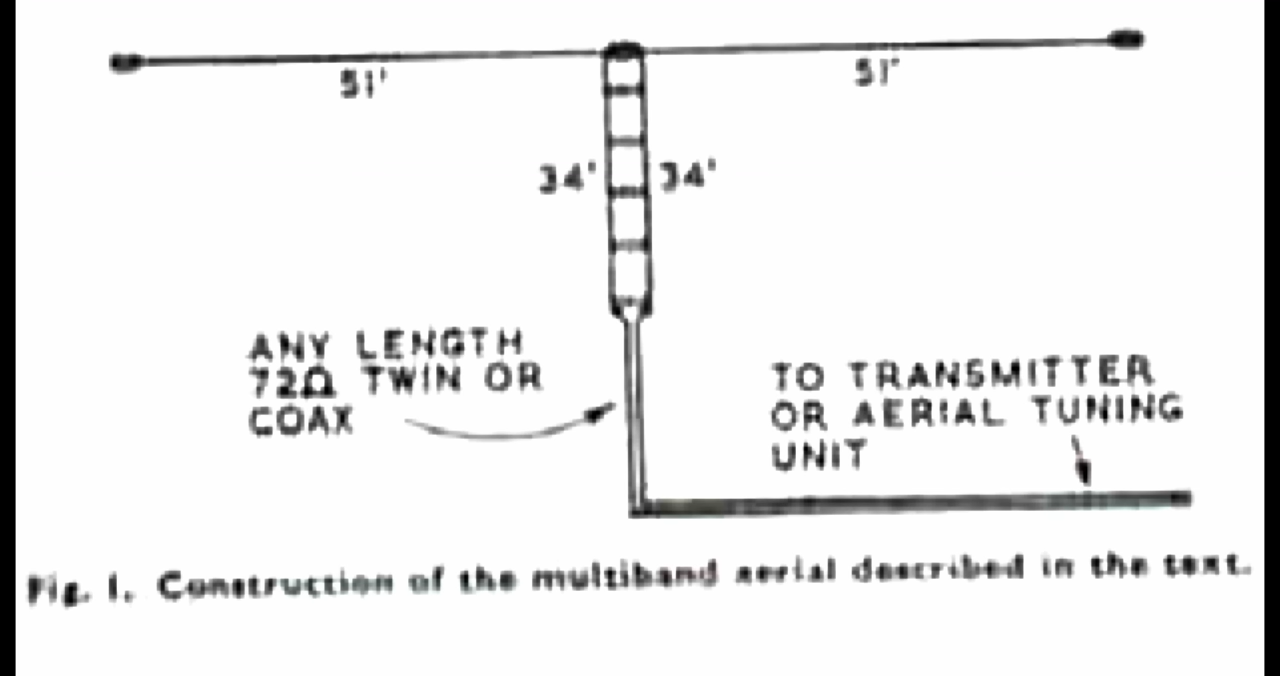 51' 51'
34' 34'
ANY LENGTH
72Ω TWIN OR
COAX
TO TRANSMITTER
OR AERIAL TUNING
UNIT
Fig. 1. Construction of the multiband aerial described in the text.